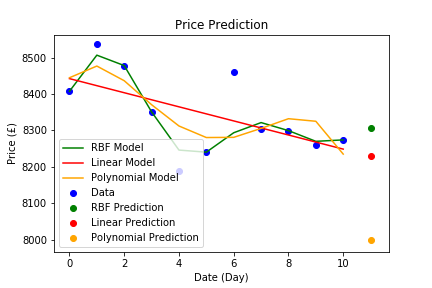 Price Prediction
Price (£)
8500
8400
8300
8200
8100
8000
RBF Model
Linear Model
Polynomial Model
Data
RBF Prediction
Linear Prediction
Polynomial Prediction
0 2 4 6 8 10
Date (Day)